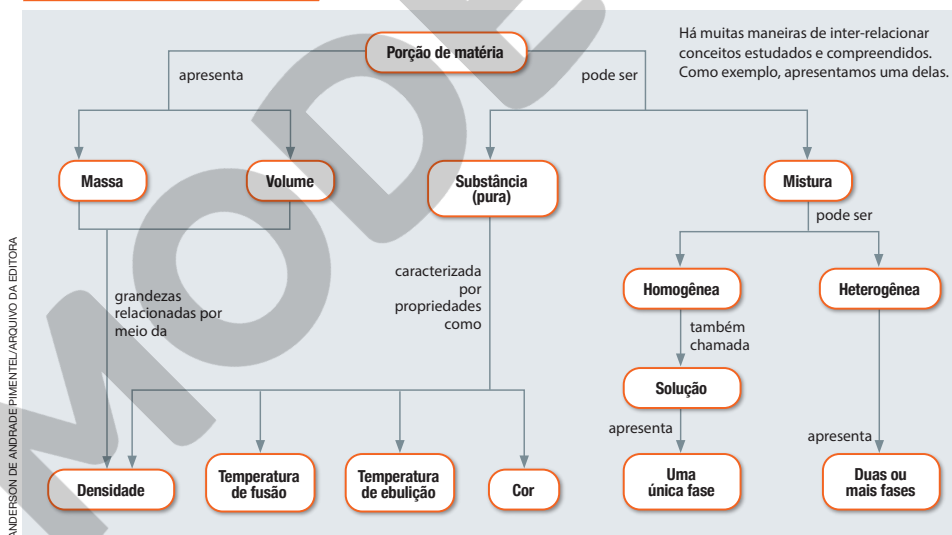 Porção de matéria
Há muitas maneiras de inter-relacionar
conceitos estudados e compreendidos.
Como exemplo, apresentamos uma delas.
apresenta
pode ser
Massa
Volume
Substância
(pura)
Mistura
pode ser
grandezas
relacionadas por
meio da
caracterizada
por
propriedades
como
Homogênea
Heterogênea
também
chamada
Solução
apresenta
apresenta
Densidade
Temperatura
de fusão
Temperatura
de ebulição
Cor
Uma
única fase
Duas ou
mais fases
ANDERSON DE ANDRADE PIMENTEL/ARQUIVO DA EDITORA
MODE